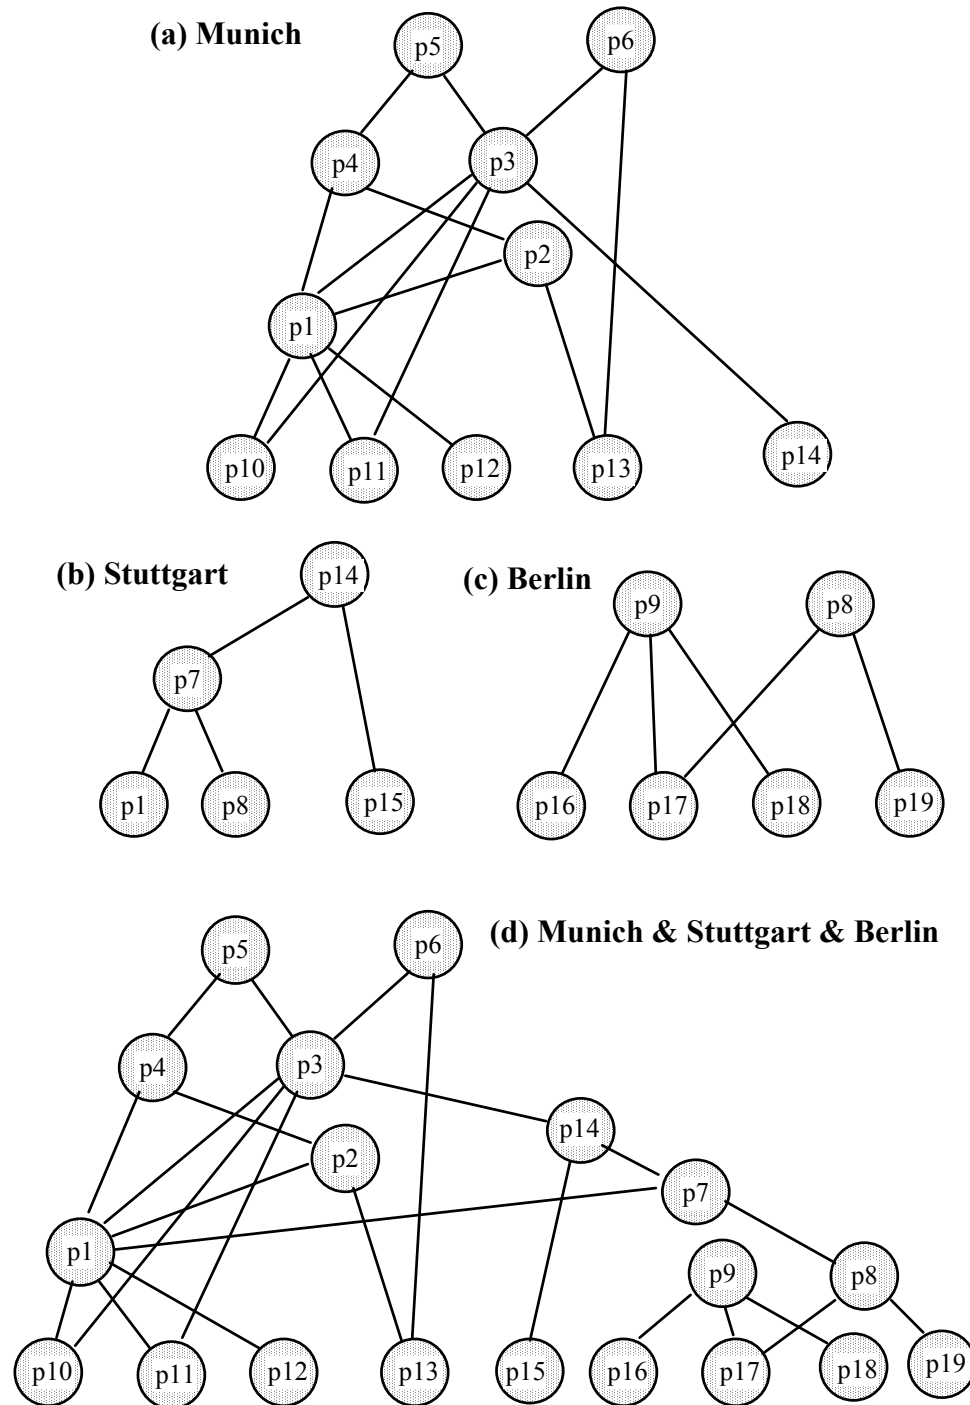 (a) Munich
p5
p6
p4
p3
p2
p1
p10
p11
p12
p13
p14
(b) Stuttgart
p14
p7
p1
p8
p15
(c) Berlin
p9
p8
p16
p17
p18
p19
(d) Munich & Stuttgart & Berlin
p5
p6
p4
p3
p14
p2
p7
p1
p9
p8
p10
p11
p12
p13
p15
p16
p17
p18
p19